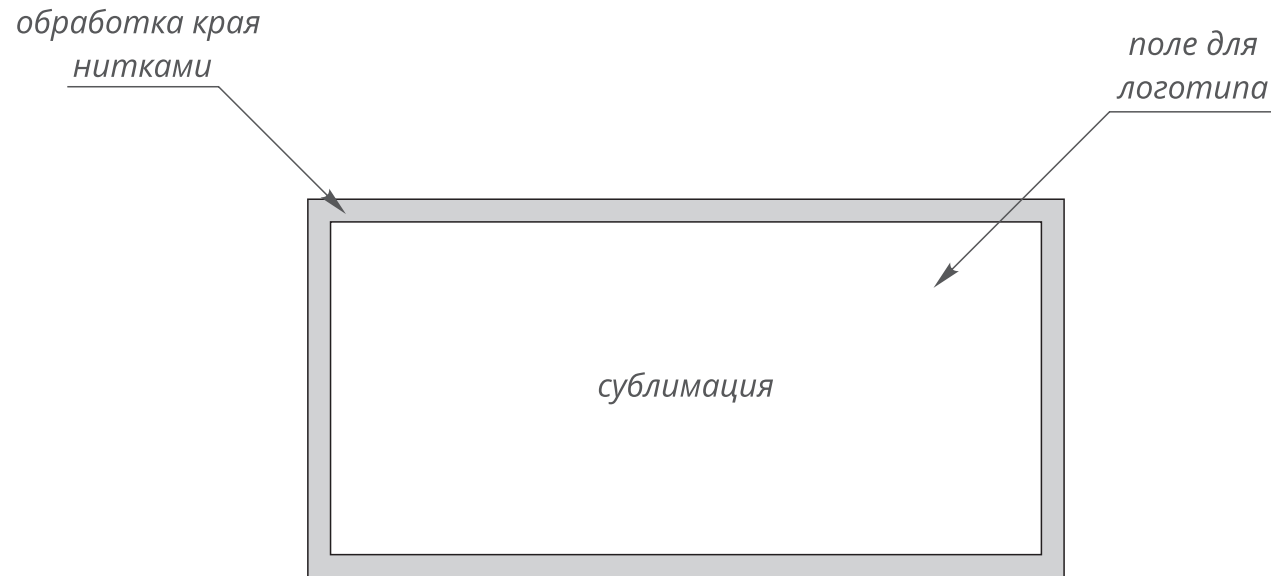 обработка края
нитками
поле для
логотипа
сублимация